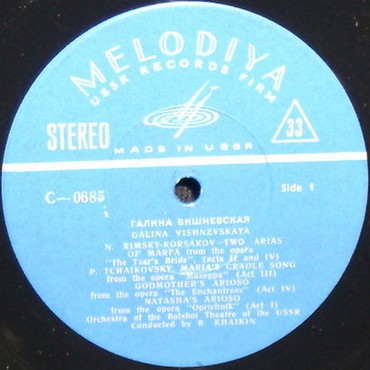 MELODIYA
USSR RECORDS FIRM
STEREO
33
MADE IN USSR
C—0685
Side 1
ГАЛИНА ВИШНЕВСКАЯ
GALINA VISHNEVSKAYA
N. RIMSKY-KORSAKOV—TWO ARIAS
OF MARFA from the opera
"The Tsar's Bride", (acts II and IV)
P. TCHAIKOVSKY, MARIA'S CRADLE SONG
from the opera "Mazeppa" (Act III)
GODMOTHER'S ARIOSO
from the opera "The Enchantress" (Act IV)
NATASHA'S ARIOSO
from the opera "Oprichnik" (Act I)
Orchestra of the Bolshoi Theatre of the USSR
Conducted by B. KHAIKIN